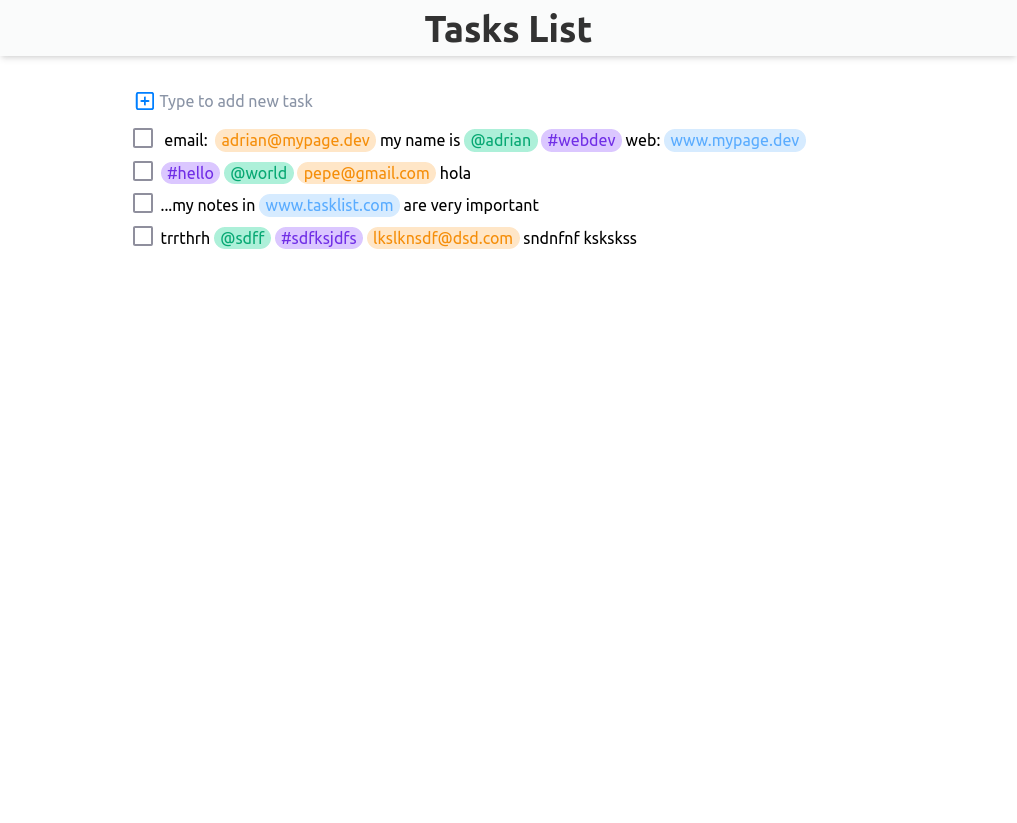 Tasks List
Type to add new task
email: adrian@mypage.dev my name is @adrian #webdev web: www.mypage.dev
#hello @world pepe@gmail.com hola
...my notes in www.tasklist.com are very important
trrthrh @sdff #sdfksjdfs lkslknsdf@dsd.com sndnfnf kskskss